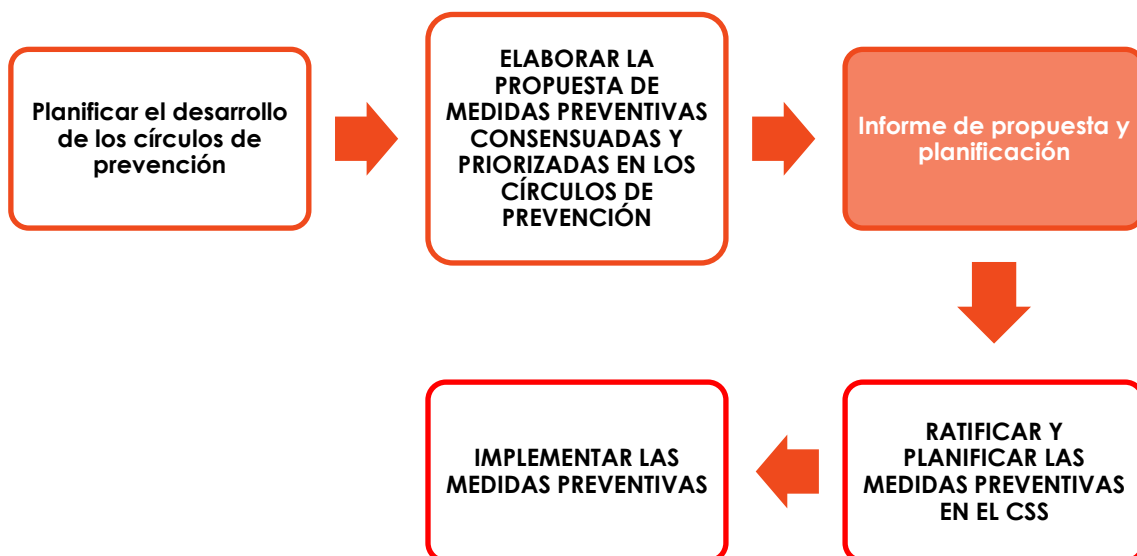 Planificar el desarrollo
de los círculos de
prevención
ELABORAR LA
PROPUESTA DE
MEDIDAS PREVENTIVAS
CONSENSUADAS Y
PRIORIZADAS EN LOS
CÍRCULOS DE
PREVENCIÓN
Informe de propuesta y
planificación
RATIFICAR Y
PLANIFICAR LAS
MEDIDAS PREVENTIVAS
EN EL CSS
IMPLEMENTAR LAS
MEDIDAS PREVENTIVAS